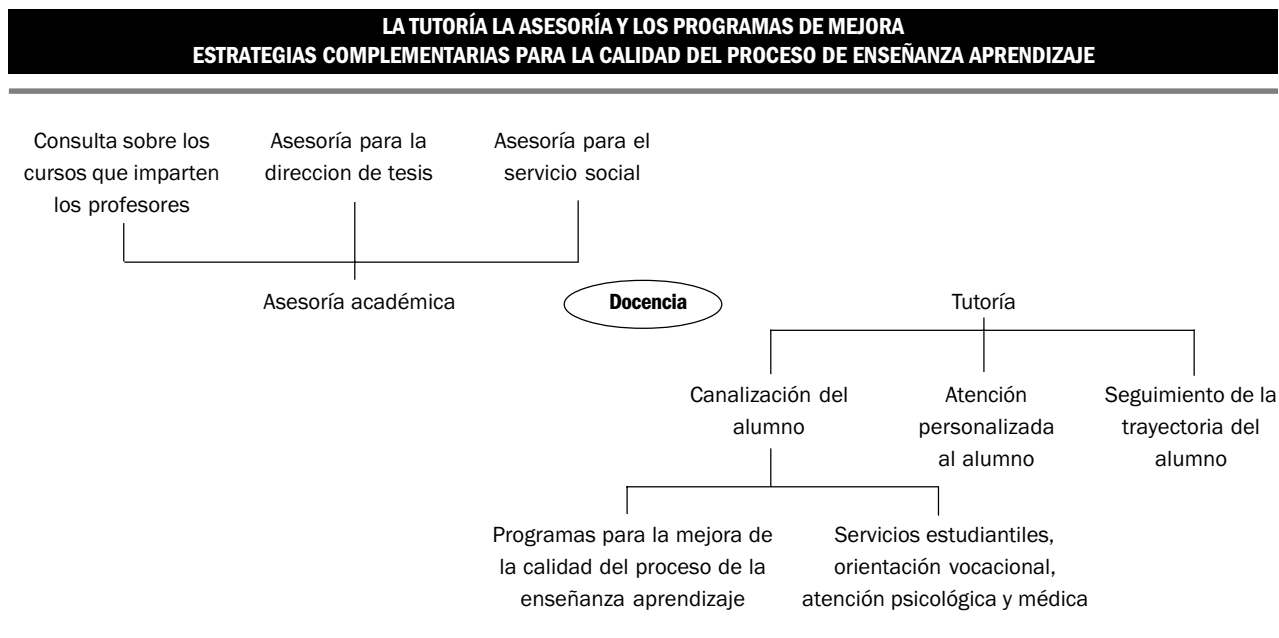 LA TUTORÍA LA ASESORÍA Y LOS PROGRAMAS DE MEJORA
ESTRATEGIAS COMPLEMENTARIAS PARA LA CALIDAD DEL PROCESO DE ENSEÑANZA APRENDIZAJE
Consulta sobre los
cursos que imparten
los profesores
Asesoría para la
direccion de tesis
Asesoría para el
servicio social
Asesoría académica
Docencia
Tutoría
Canalización del
alumno
Atención
personalizada
al alumno
Seguimiento de la
trayectoria del
alumno
Programas para la mejora de
la calidad del proceso de la
enseñanza aprendizaje
Servicios estudiantiles,
orientación vocacional,
atención psicológica y médica